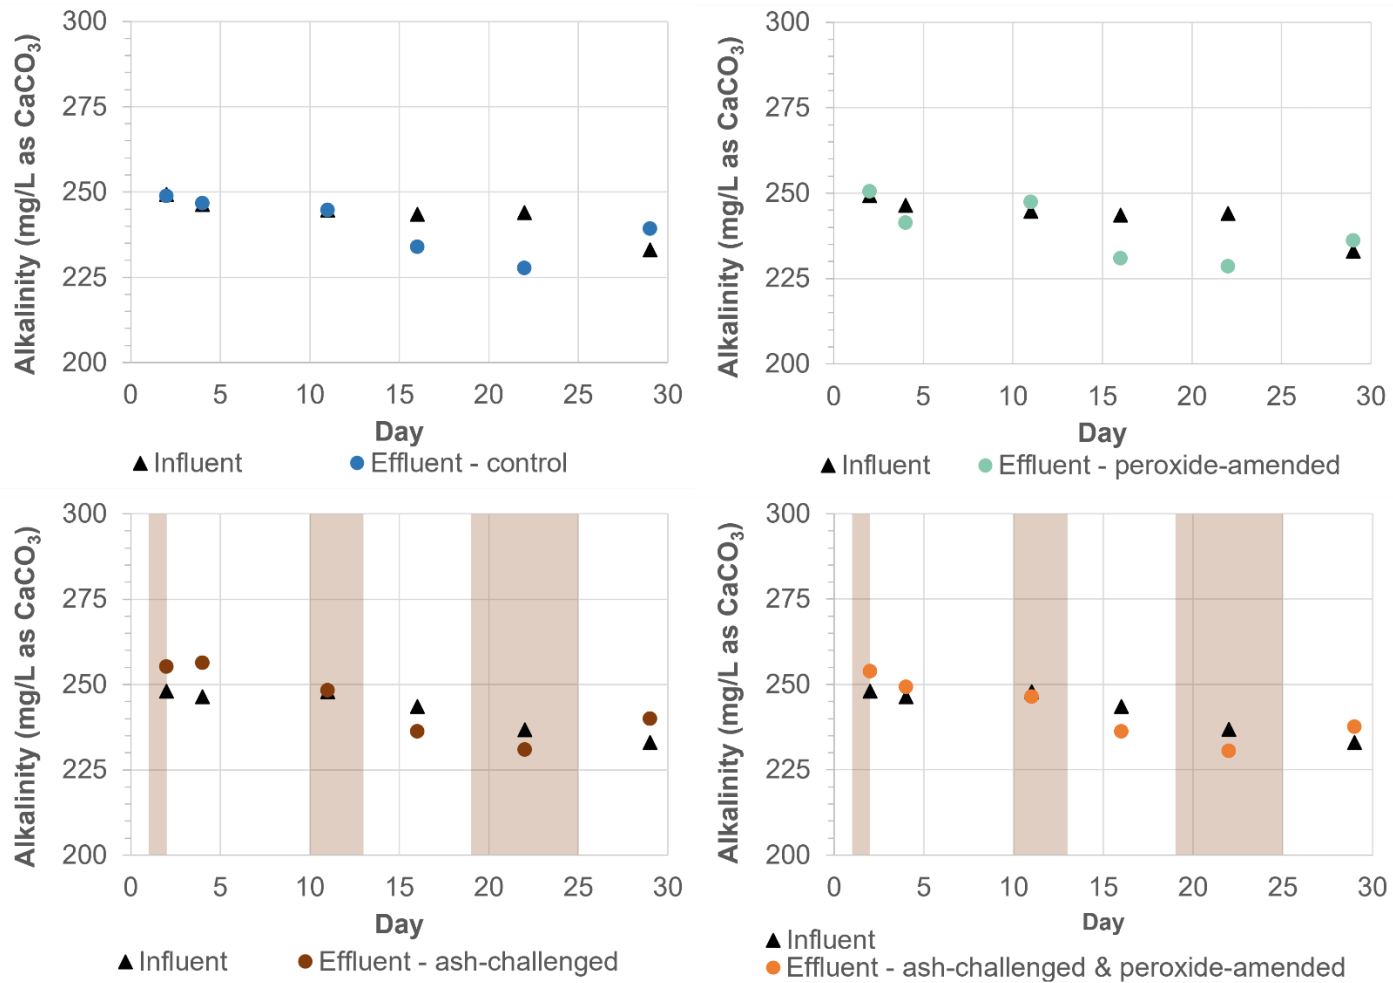 Alkalinity (mg/L as CaCO₃)
300
275
250
225
200
0 5 10 15 20 25 30
Day
Influent Effluent - control
Alkalinity (mg/L as CaCO₃)
300
275
250
225
200
0 5 10 15 20 25 30
Day
Influent Effluent - peroxide-amended
Alkalinity (mg/L as CaCO₃)
300
275
250
225
200
0 5 10 15 20 25 30
Day
Influent Effluent - ash-challenged
Alkalinity (mg/L as CaCO₃)
300
275
250
225
200
0 5 10 15 20 25 30
Day
Influent
Effluent - ash-challenged & peroxide-amended